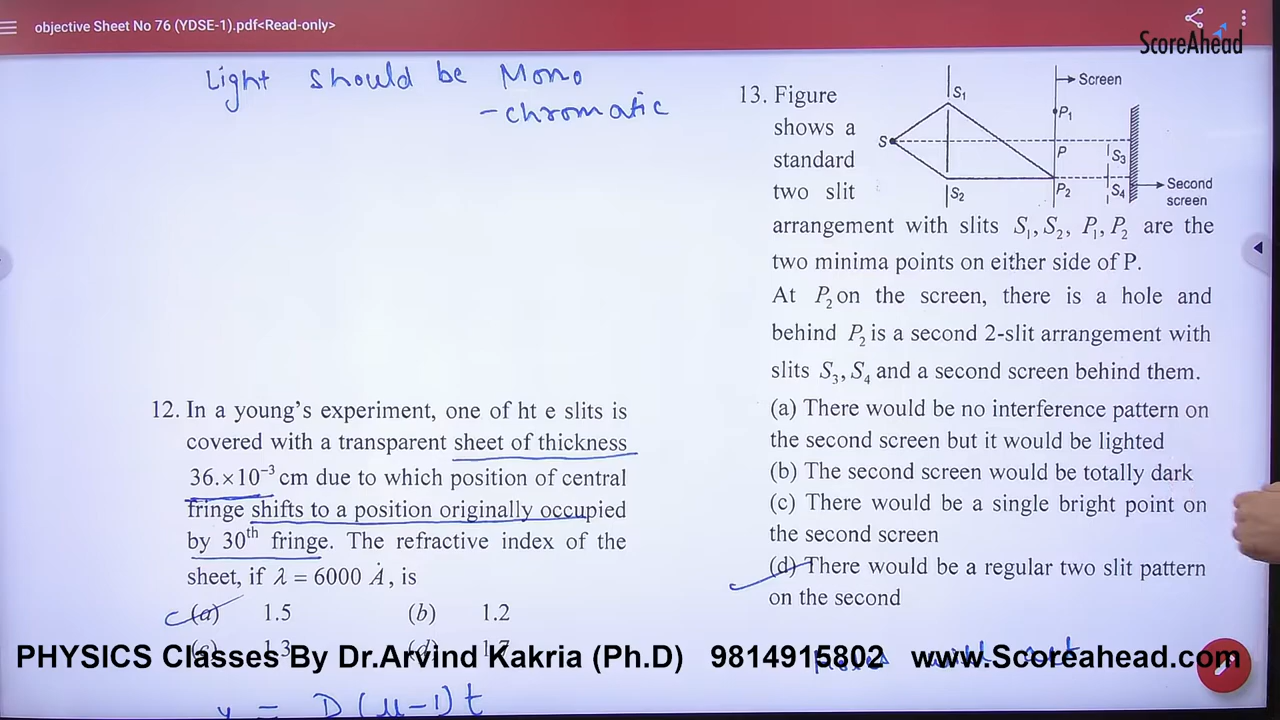 objective Sheet No 76 (YDSE-1).pdf<Read-only>
ScoreAhead
Light should be Mono
-chromatic
12. In a young's experiment, one of ht e slits is
covered with a transparent sheet of thickness
36.×10⁻³ cm due to which position of central
fringe shifts to a position originally occupied
by 30th fringe. The refractive index of the
sheet, if λ = 6000 Å, is
(a) 1.5 (b) 1.2
(c) 1.3 (d) 1.7
y = D(μ-1)t
13. Figure
shows a
standard
two slit
S
S₁
S₂
Screen
P₁
P
P₂
S₃
S₄
Second
screen
arrangement with slits S₁, S₂, P₁, P₂ are the
two minima points on either side of P.
At P₂ on the screen, there is a hole and
behind P₂ is a second 2-slit arrangement with
slits S₃, S₄ and a second screen behind them.
(a) There would be no interference pattern on
the second screen but it would be lighted
(b) The second screen would be totally dark
(c) There would be a single bright point on
the second screen
(d) There would be a regular two slit pattern
on the second
with
PHYSICS Classes By Dr.Arvind Kakria (Ph.D) 9814915802 www.Scoreahead.com